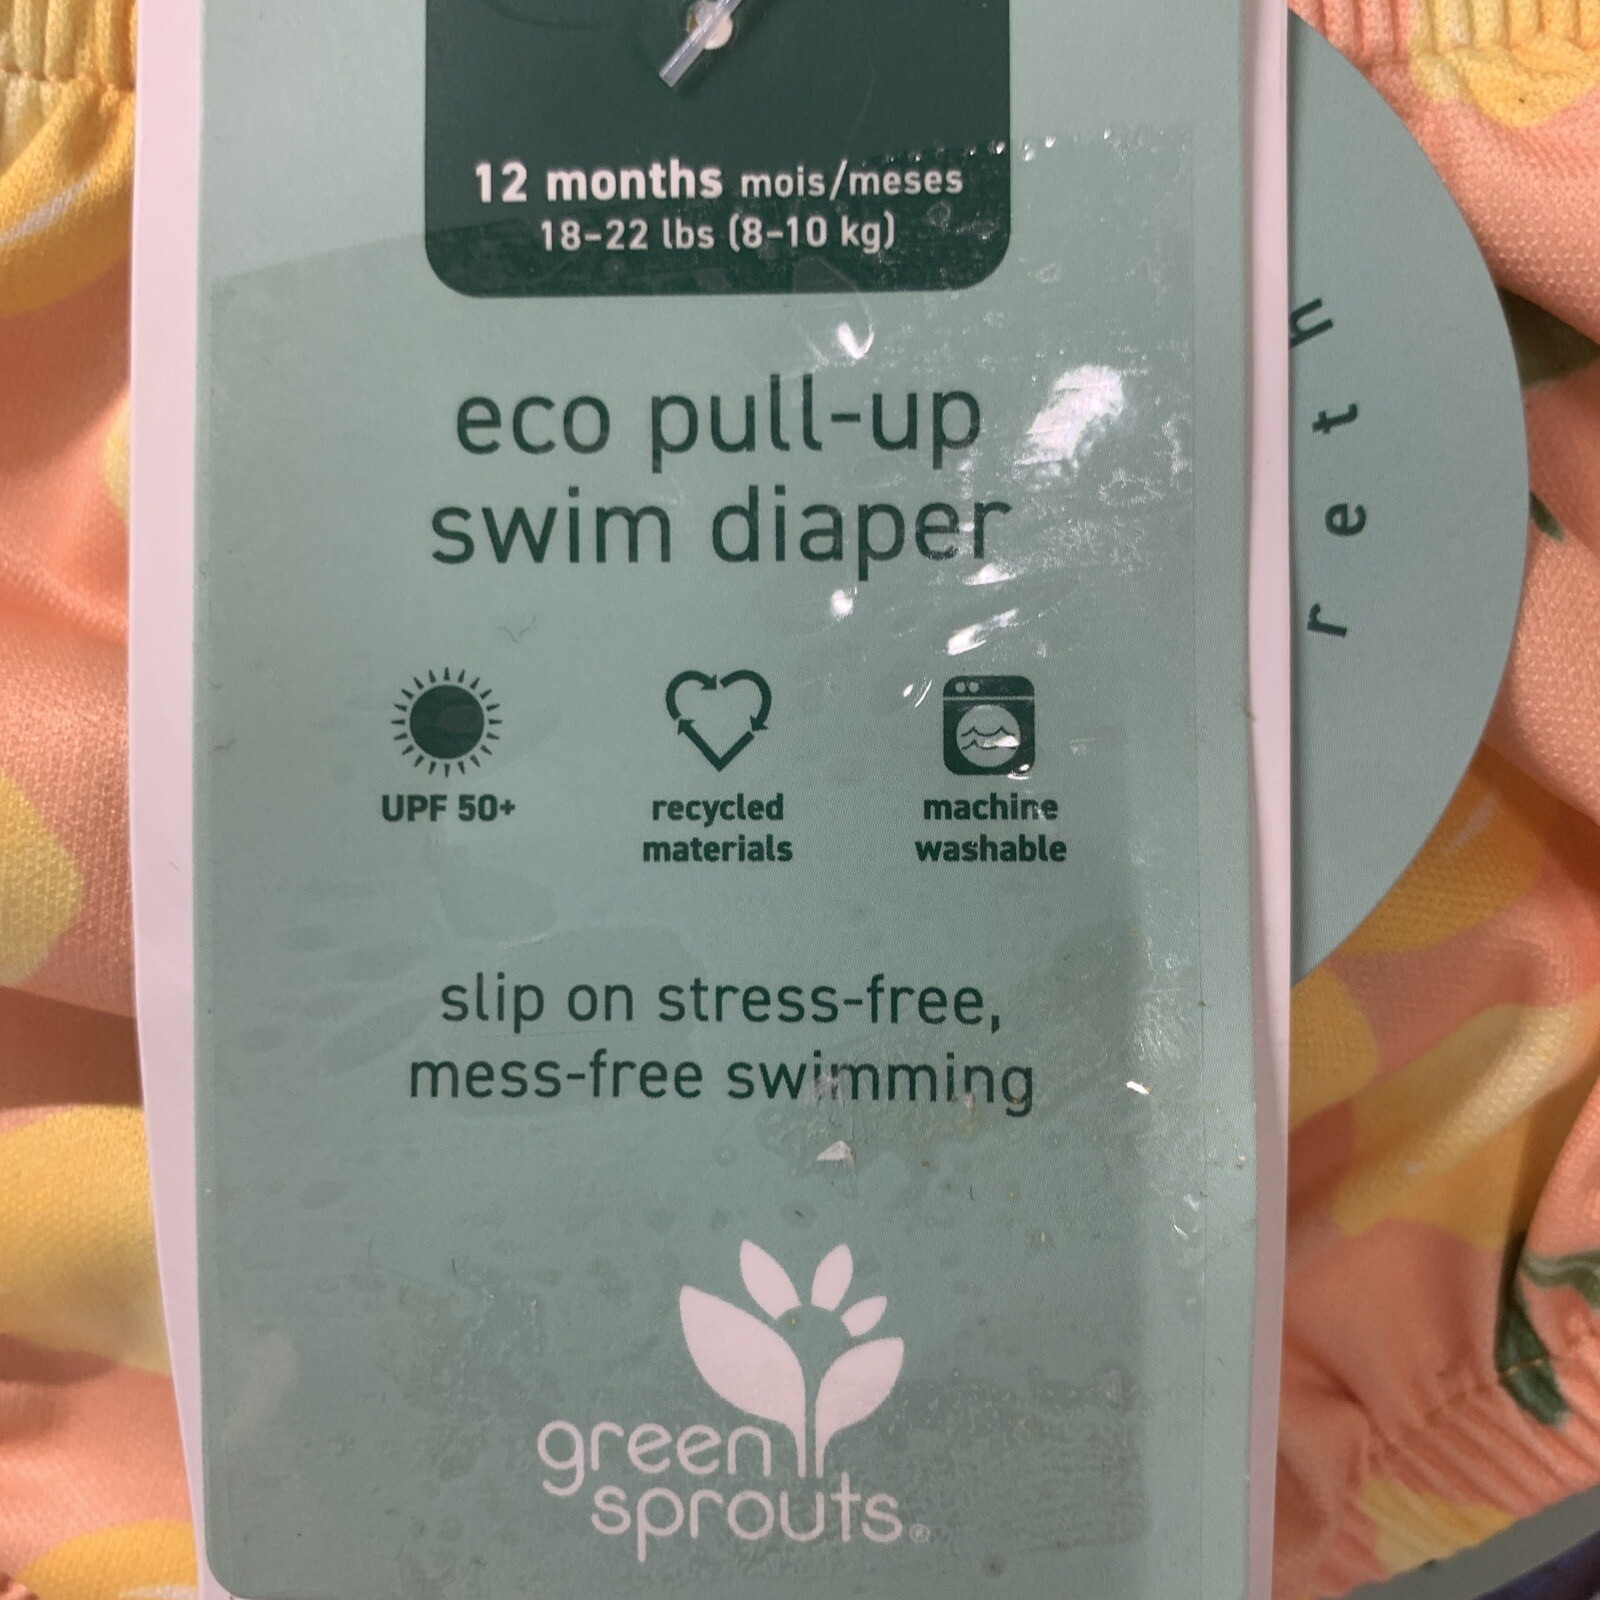 12 months mois/meses
18-22 lbs (8-10 kg)
eco pull-up
swim diaper
UPF 50+
recycled
materials
machine
washable
slip on stress-free,
mess-free swimming
green
sprouts®